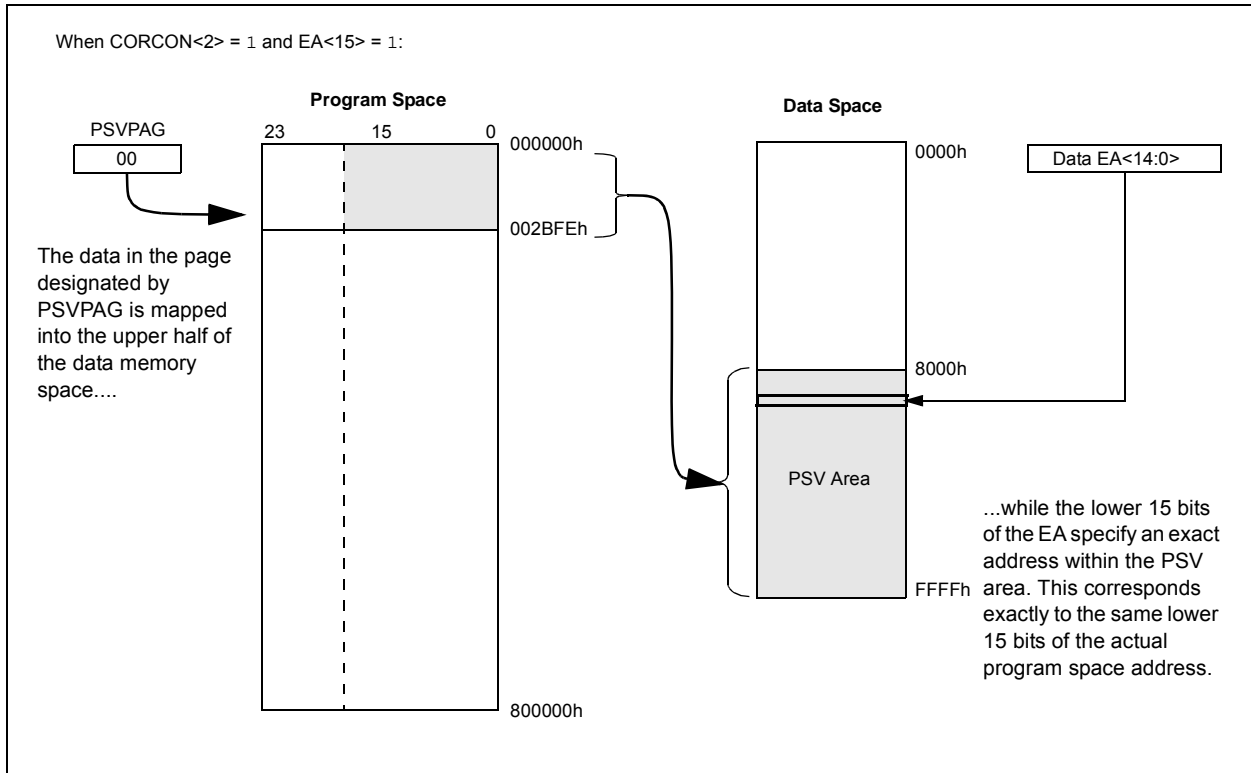 When CORCON<2> = 1 and EA<15> = 1:
Program Space
Data Space
PSVPAG
23 15 0
00
000000h
002BFEh
0000h
Data EA<14:0>
The data in the page
designated by
PSVPAG is mapped
into the upper half of
the data memory
space....
8000h
PSV Area
FFFFh
...while the lower 15 bits
of the EA specify an exact
address within the PSV
area. This corresponds
exactly to the same lower
15 bits of the actual
program space address.
800000h